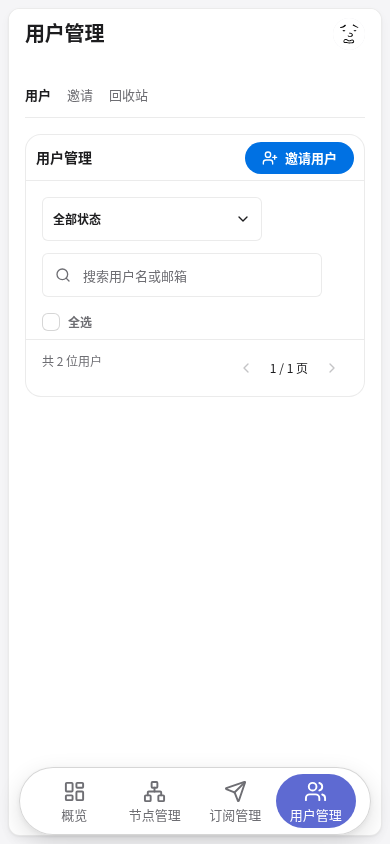 用户管理
用户 邀请 回收站
用户管理 邀请用户
全部状态
搜索用户名或邮箱
全选
共 2 位用户 1 / 1 页
概览 节点管理 订阅管理 用户管理